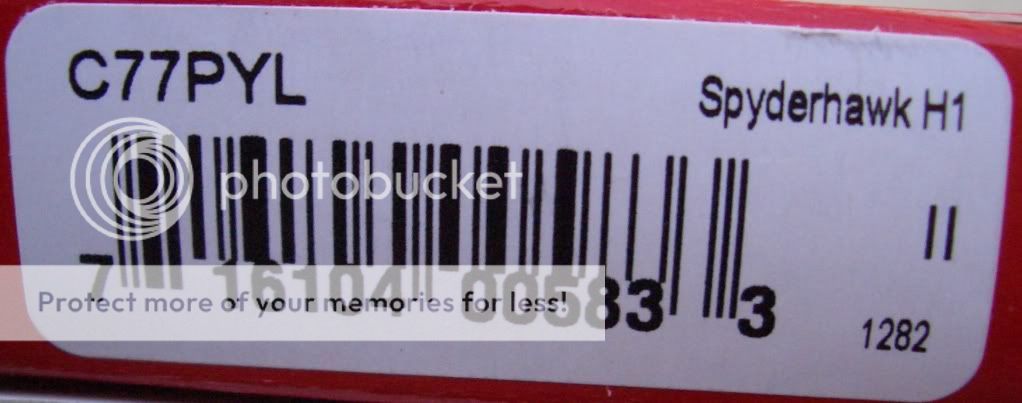 C77PYL
Spyderhawk H1
photobucket
II
7 16104 00583 3
Protect more of your memories for less!
1282